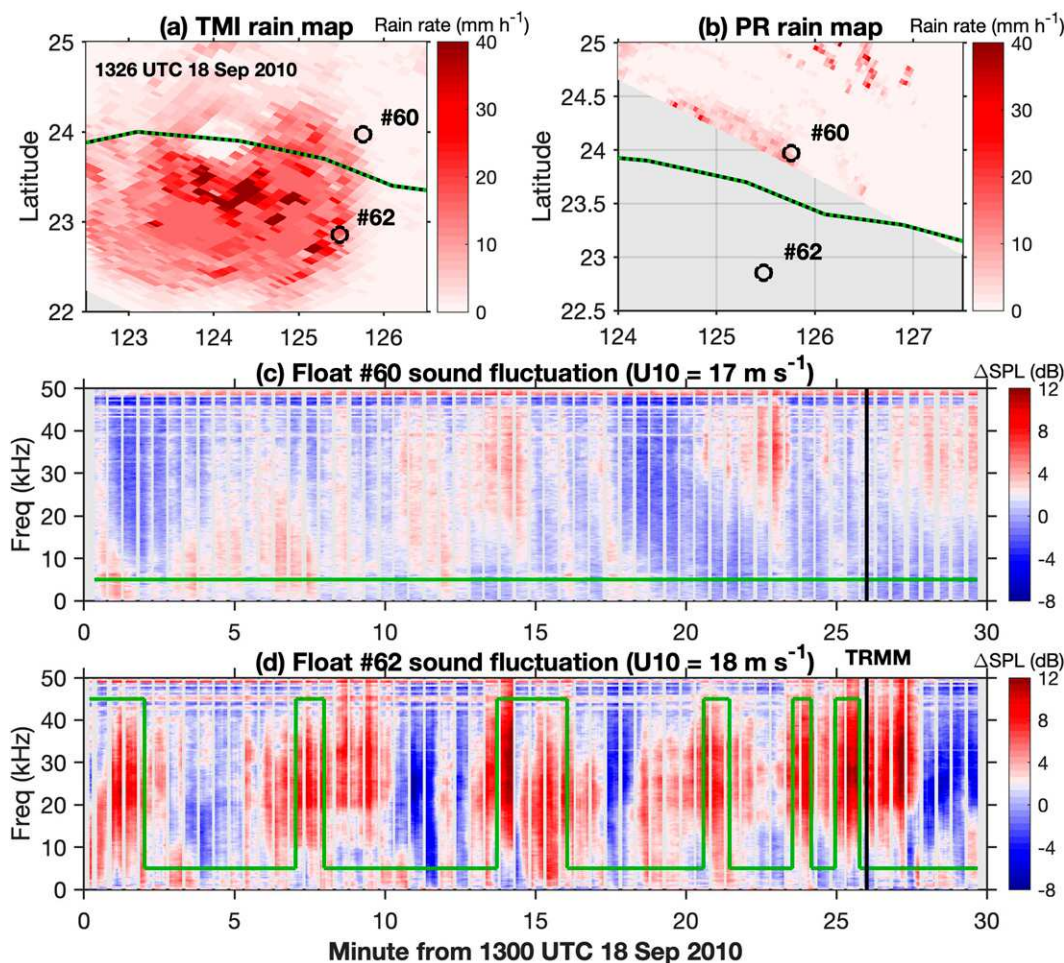 (a) TMI rain map
Rain rate (mm h⁻¹)
(b) PR rain map
Rain rate (mm h⁻¹)
25
24
23
22
Latitude
1326 UTC 18 Sep 2010
#60
#62
123 124 125 126
40
30
20
10
0
25
24.5
24
23.5
23
22.5
Latitude
#60
#62
124 125 126 127
40
30
20
10
0
(c) Float #60 sound fluctuation (U10 = 17 m s⁻¹)
ΔSPL (dB)
50
40
30
20
10
0
Freq (kHz)
12
8
4
2
0
-2
-4
-8
0 5 10 15 20 25 30
(d) Float #62 sound fluctuation (U10 = 18 m s⁻¹)
TRMM
ΔSPL (dB)
50
40
30
20
10
0
Freq (kHz)
12
8
4
2
0
-2
-4
-8
0 5 10 15 20 25 30
Minute from 1300 UTC 18 Sep 2010